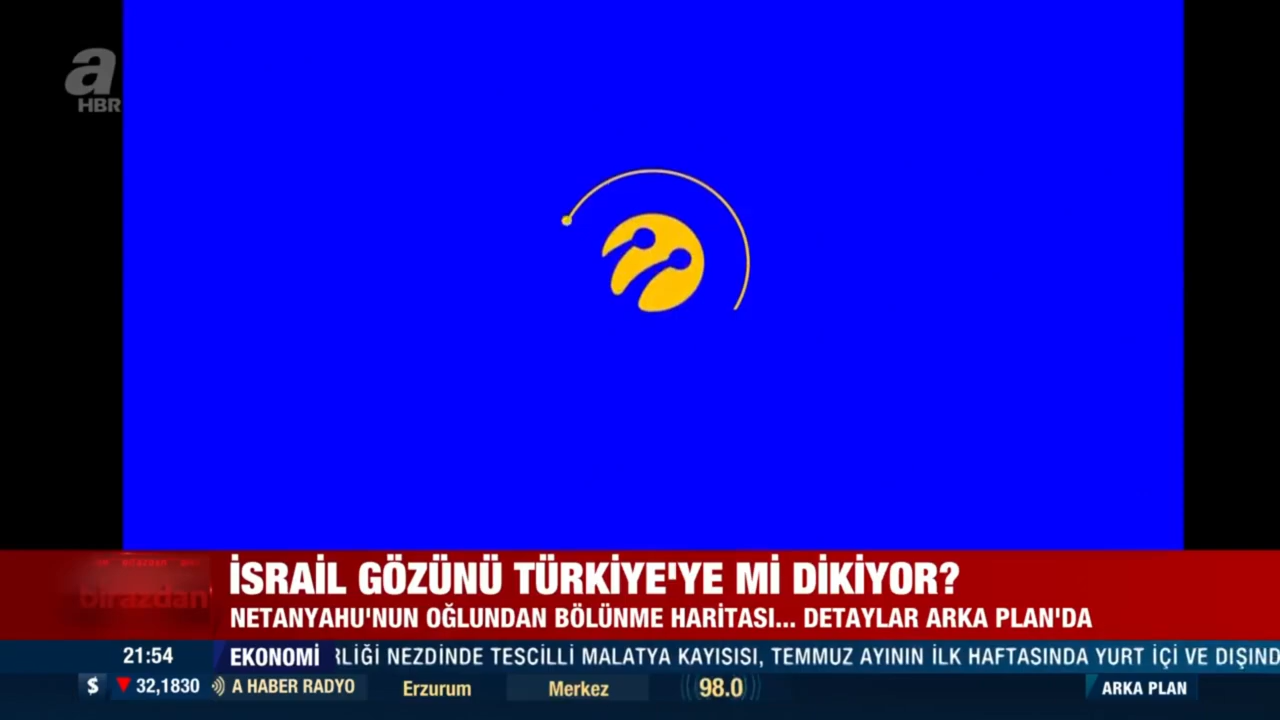 a
HBR
İSRAİL GÖZÜNÜ TÜRKİYE'YE Mİ DİKİYOR?
birazdan
NETANYAHU'NUN OĞLUNDAN BÖLÜNME HARİTASI... DETAYLAR ARKA PLAN'DA
21:54 EKONOMİ RLİĞİ NEZDİNDE TESCİLLİ MALATYA KAYISISI, TEMMUZ AYININ İLK HAFTASINDA YURT İÇİ VE DIŞIND
$ 32,1830 A HABER RADYO Erzurum Merkez 98.0 ARKA PLAN